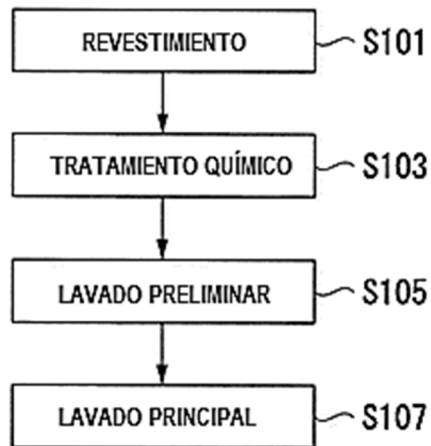 REVESTIMIENTO S101
TRATAMIENTO QUÍMICO S103
LAVADO PRELIMINAR S105
LAVADO PRINCIPAL S107